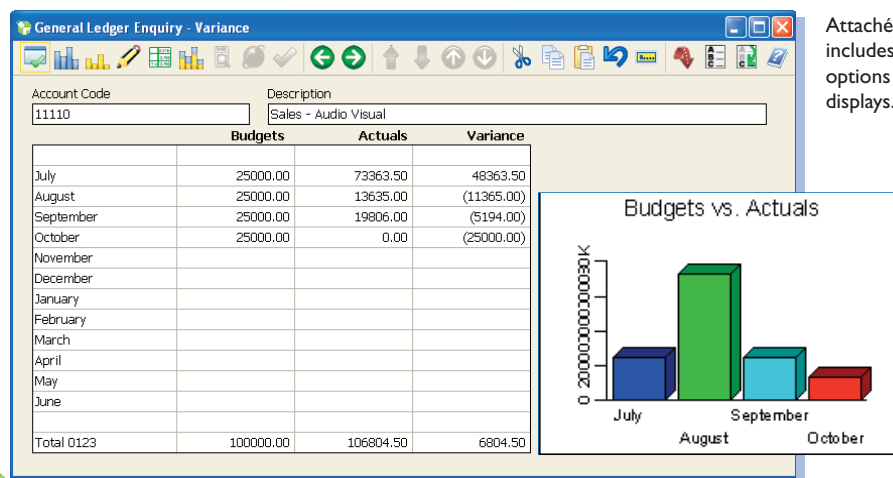 General Ledger Enquiry - Variance
Attaché
includes
options
displays.
Account Code Description
11110 Sales - Audio Visual
Budgets Actuals Variance
July 25000.00 73363.50 48363.50
August 25000.00 13635.00 (11365.00)
September 25000.00 19806.00 (5194.00)
October 25000.00 0.00 (25000.00)
November
December
January
February
March
April
May
June
Total 0123 100000.00 106804.50 6804.50
Budgets vs. Actuals
July September
August October